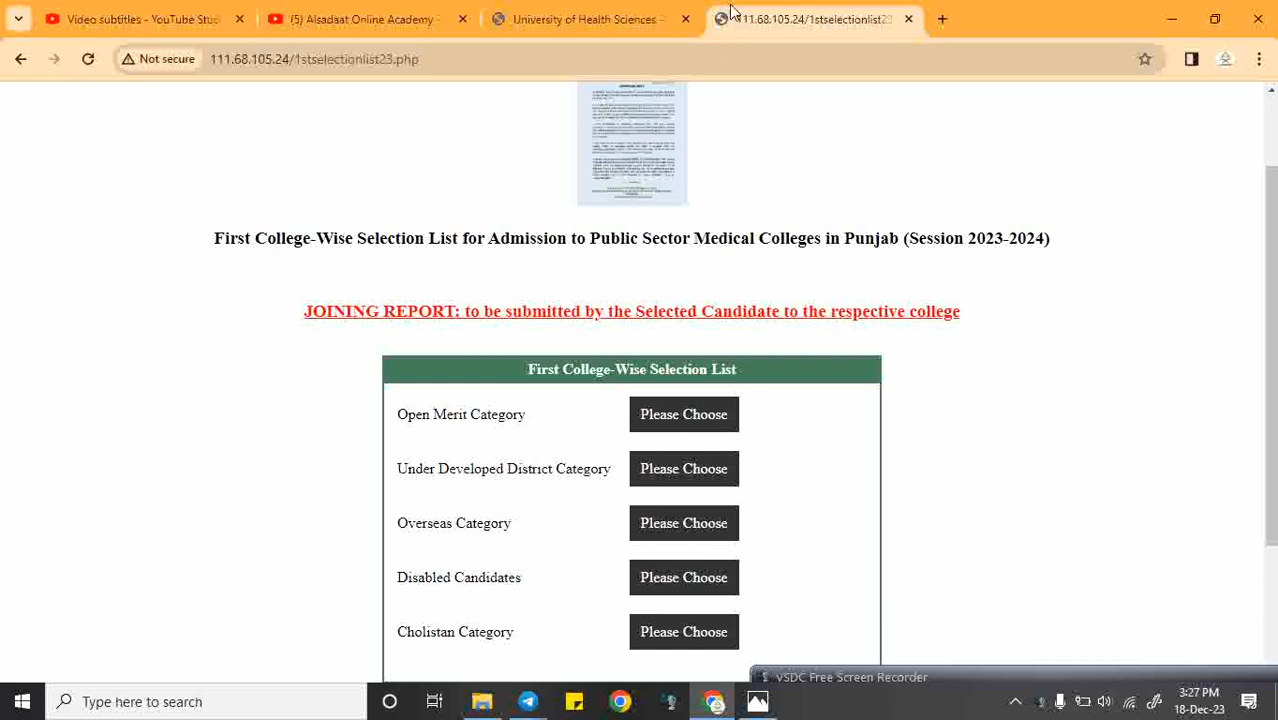 Video subtitles - YouTube Stu
(5) Alsadaat Online Academy -
University of Health Sciences -
111.68.105.24/1stselectionlist23
Not secure
111.68.105.24/1stselectionlist23.php
First College-Wise Selection List for Admission to Public Sector Medical Colleges in Punjab (Session 2023-2024)
JOINING REPORT: to be submitted by the Selected Candidate to the respective college
First College-Wise Selection List
Open Merit Category Please Choose
Under Developed District Category Please Choose
Overseas Category Please Choose
Disabled Candidates Please Choose
Cholistan Category Please Choose
VSDC Free Screen Recorder
Type here to search
3:27 PM
18-Dec-23